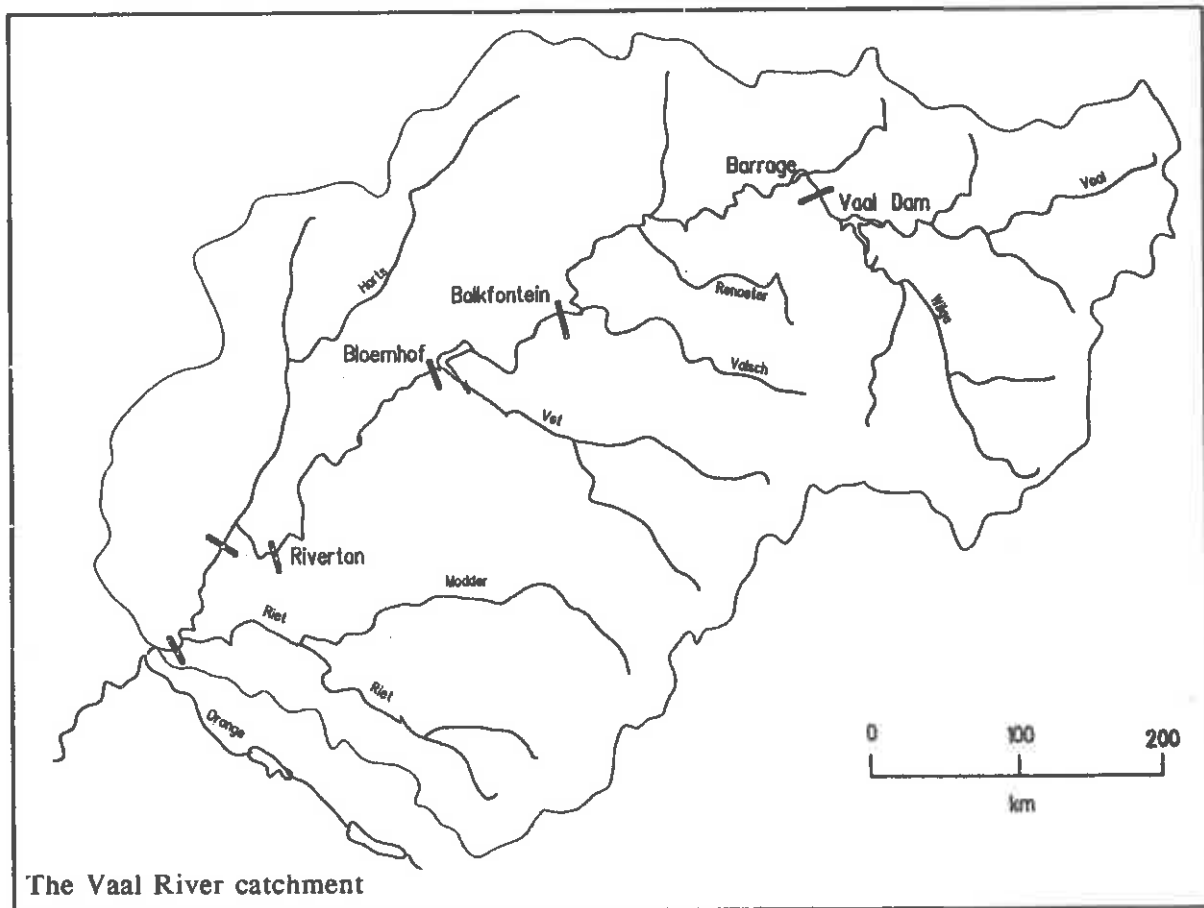 Barrage
Vaal
Vaal Dam
Harts
Balkfontein
Renoster
Wilge
Bloemhof
Valsch
Vet
Riverton
Modder
Riet
Riet
Orange
0 100 200
km
The Vaal River catchment